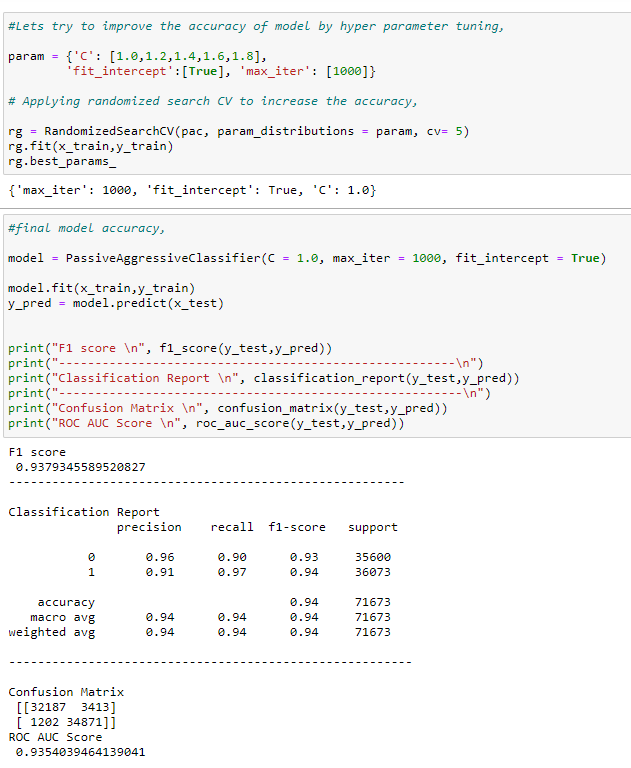 #Lets try to improve the accuracy of model by hyper parameter tuning,
param = {'C': [1.0,1.2,1.4,1.6,1.8],
'fit_intercept':[True], 'max_iter': [1000]}
# Applying randomized search CV to increase the accuracy,
rg = RandomizedSearchCV(pac, param_distributions = param, cv= 5)
rg.fit(x_train,y_train)
rg.best_params_
{'max_iter': 1000, 'fit_intercept': True, 'C': 1.0}
#final model accuracy,
model = PassiveAggressiveClassifier(C = 1.0, max_iter = 1000, fit_intercept = True)
model.fit(x_train,y_train)
y_pred = model.predict(x_test)
print("F1 score \n", f1_score(y_test,y_pred))
print("-------------------------------------------------------\n")
print("Classification Report \n", classification_report(y_test,y_pred))
print("--------------------------------------------------------\n")
print("Confusion Matrix \n", confusion_matrix(y_test,y_pred))
print("ROC AUC Score \n", roc_auc_score(y_test,y_pred))
F1 score
0.9379345589520827
-------------------------------------------------------
Classification Report
precision recall f1-score support
0 0.96 0.90 0.93 35600
1 0.91 0.97 0.94 36073
accuracy 0.94 71673
macro avg 0.94 0.94 0.94 71673
weighted avg 0.94 0.94 0.94 71673
--------------------------------------------------------
Confusion Matrix
[[32187 3413]
[ 1202 34871]]
ROC AUC Score
0.9354039464139041